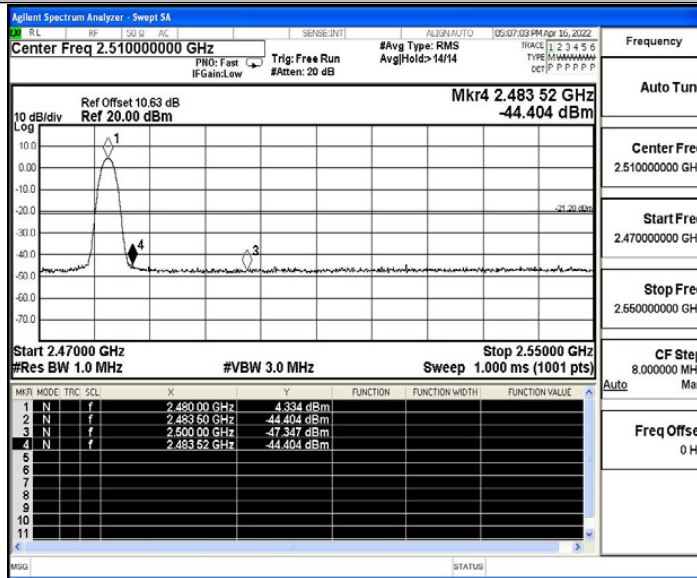 Agilent Spectrum Analyzer - Swept SA
RL RF 50 Ω AC SENSE:INT ALIGNAUTO 05:07:03 PM Apr 16, 2022
Center Freq 2.510000000 GHz
PNO: Fast
IFGain:Low
Trig: Free Run
#Atten: 20 dB
#Avg Type: RMS
Avg|Hold:>14/14
TRACE 1 2 3 4 5 6
TYPE MWWWWW
DET P P P P P P
Ref Offset 10.63 dB
10 dB/div Ref 20.00 dBm
Log
Mkr4 2.483 52 GHz
-44.404 dBm
10.0
0.00
-10.0
-20.0
-30.0
-40.0
-50.0
-60.0
-70.0
1
4
3
-21.20 dBm
Start 2.47000 GHz Stop 2.55000 GHz
#Res BW 1.0 MHz #VBW 3.0 MHz Sweep 1.000 ms (1001 pts)
MKR MODE TRC SCL X Y FUNCTION FUNCTION WIDTH FUNCTION VALUE
1 N f 2.480 00 GHz 4.334 dBm
2 N f 2.483 50 GHz -44.404 dBm
3 N f 2.500 00 GHz -47.347 dBm
4 N f 2.483 52 GHz -44.404 dBm
5
6
7
8
9
10
11
MSG STATUS
Frequency
Auto Tun
Center Fre
2.510000000 GH
Start Fre
2.470000000 GH
Stop Fre
2.550000000 GH
CF Step
8.000000 MH
Auto Ma
Freq Offse
0 H